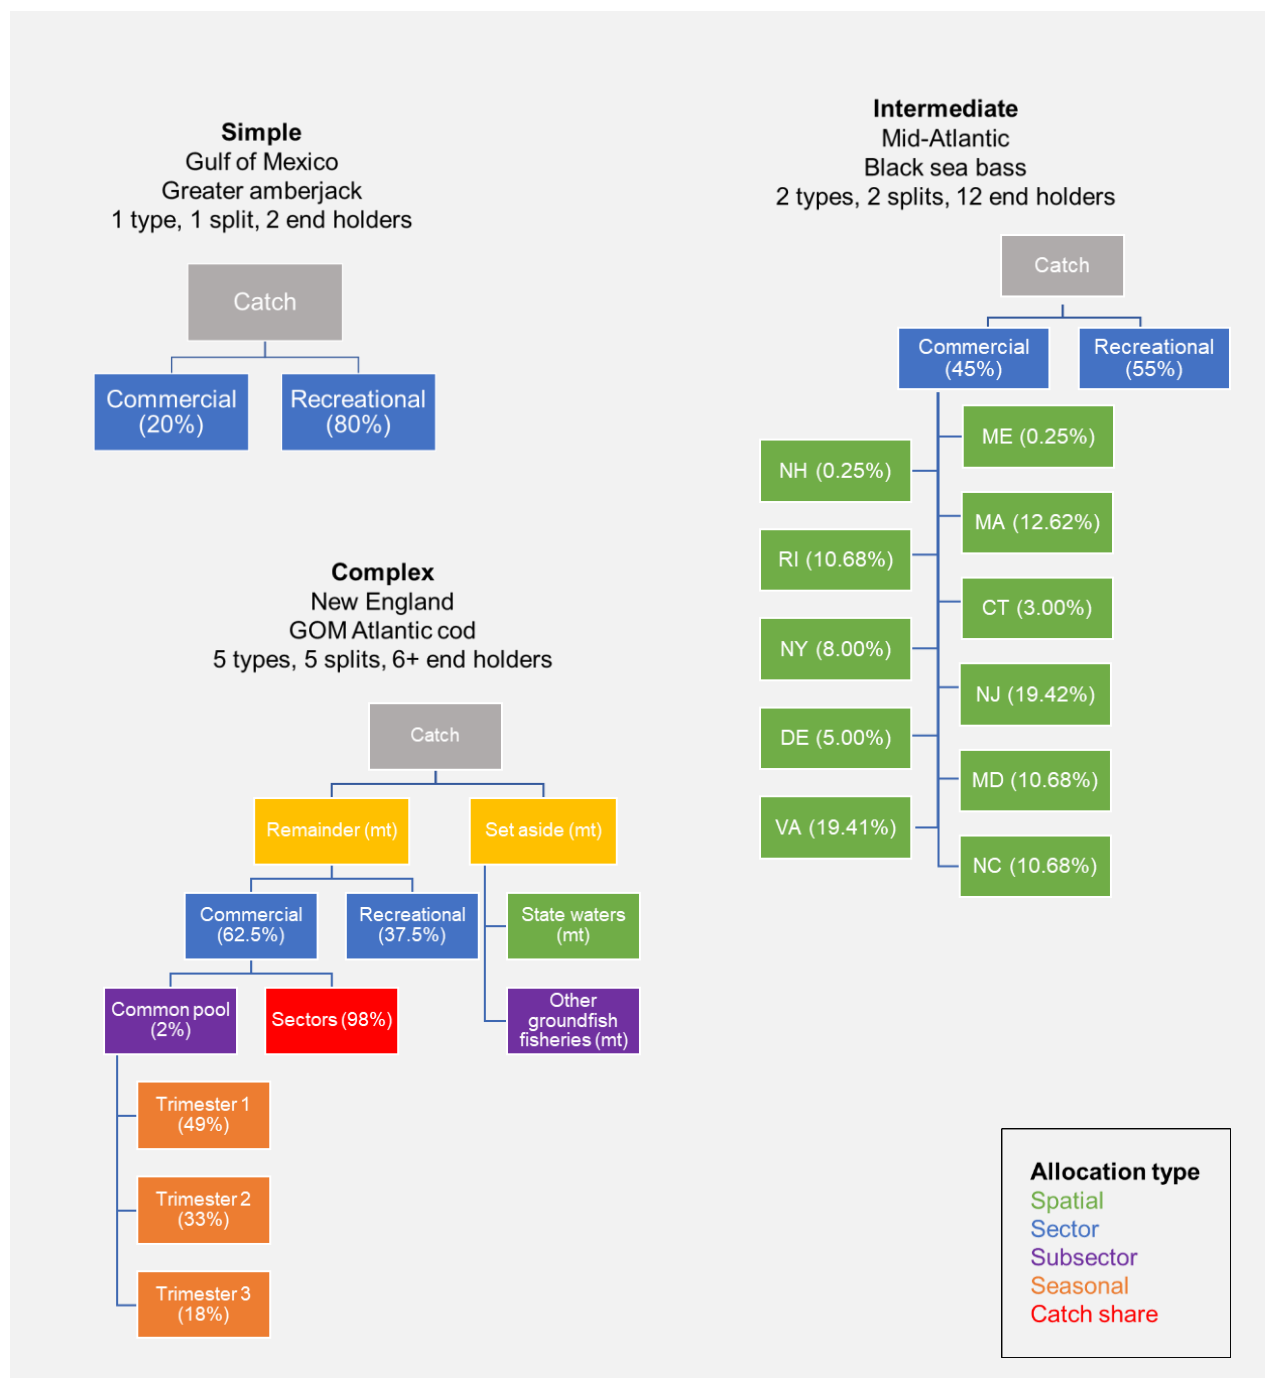 Simple
Gulf of Mexico
Greater amberjack
1 type, 1 split, 2 end holders
Catch
Commercial
(20%)
Recreational
(80%)
Intermediate
Mid-Atlantic
Black sea bass
2 types, 2 splits, 12 end holders
Catch
Commercial
(45%)
Recreational
(55%)
ME (0.25%)
NH (0.25%)
MA (12.62%)
RI (10.68%)
CT (3.00%)
NY (8.00%)
NJ (19.42%)
DE (5.00%)
MD (10.68%)
VA (19.41%)
NC (10.68%)
Complex
New England
GOM Atlantic cod
5 types, 5 splits, 6+ end holders
Catch
Remainder (mt)
Set aside (mt)
Commercial
(62.5%)
Recreational
(37.5%)
State waters
(mt)
Common pool
(2%)
Sectors (98%)
Other
groundfish
fisheries (mt)
Trimester 1
(49%)
Trimester 2
(33%)
Trimester 3
(18%)
Allocation type
Spatial
Sector
Subsector
Seasonal
Catch share